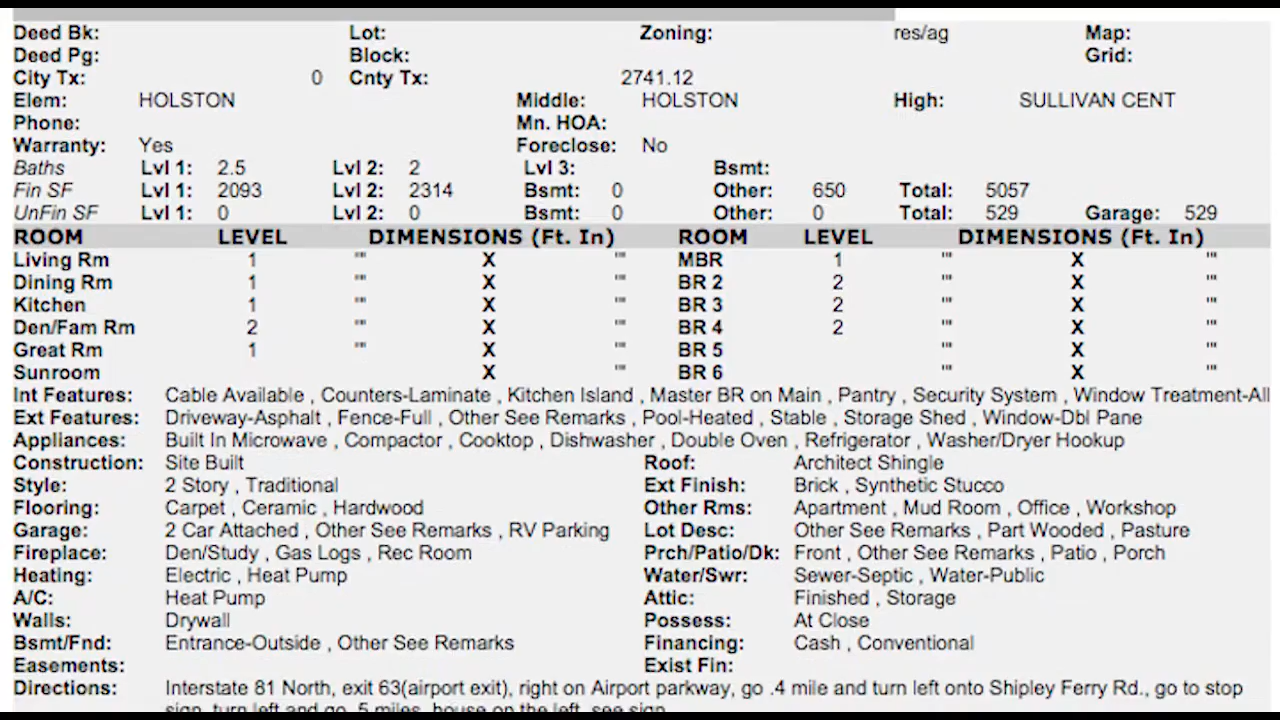 Deed Bk: Lot: Zoning: res/ag Map:
Deed Pg: Block: Grid:
City Tx: 0 Cnty Tx: 2741.12
Elem: HOLSTON Middle: HOLSTON High: SULLIVAN CENT
Phone: Mn. HOA:
Warranty: Yes Foreclose: No
Baths Lvl 1: 2.5 Lvl 2: 2 Lvl 3: Bsmt:
Fin SF Lvl 1: 2093 Lvl 2: 2314 Bsmt: 0 Other: 650 Total: 5057
UnFin SF Lvl 1: 0 Lvl 2: 0 Bsmt: 0 Other: 0 Total: 529 Garage: 529
ROOM LEVEL DIMENSIONS (Ft. In) ROOM LEVEL DIMENSIONS (Ft. In)
Living Rm 1 "" X "" MBR 1 "" X ""
Dining Rm 1 "" X "" BR 2 2 "" X ""
Kitchen 1 "" X "" BR 3 2 "" X ""
Den/Fam Rm 2 "" X "" BR 4 2 "" X ""
Great Rm 1 "" X "" BR 5 "" X ""
Sunroom X "" BR 6 "" X ""
Int Features: Cable Available , Counters-Laminate , Kitchen Island , Master BR on Main , Pantry , Security System , Window Treatment-All
Ext Features: Driveway-Asphalt , Fence-Full , Other See Remarks , Pool-Heated , Stable , Storage Shed , Window-Dbl Pane
Appliances: Built In Microwave , Compactor , Cooktop , Dishwasher , Double Oven , Refrigerator , Washer/Dryer Hookup
Construction: Site Built Roof: Architect Shingle
Style: 2 Story , Traditional Ext Finish: Brick , Synthetic Stucco
Flooring: Carpet , Ceramic , Hardwood Other Rms: Apartment , Mud Room , Office , Workshop
Garage: 2 Car Attached , Other See Remarks , RV Parking Lot Desc: Other See Remarks , Part Wooded , Pasture
Fireplace: Den/Study , Gas Logs , Rec Room Prch/Patio/Dk: Front , Other See Remarks , Patio , Porch
Heating: Electric , Heat Pump Water/Swr: Sewer-Septic , Water-Public
A/C: Heat Pump Attic: Finished , Storage
Walls: Drywall Possess: At Close
Bsmt/Fnd: Entrance-Outside , Other See Remarks Financing: Cash , Conventional
Easements: Exist Fin:
Directions: Interstate 81 North, exit 63(airport exit), right on Airport parkway, go .4 mile and turn left onto Shipley Ferry Rd., go to stop
sign, turn left and go .5 miles, house on the left, see sign